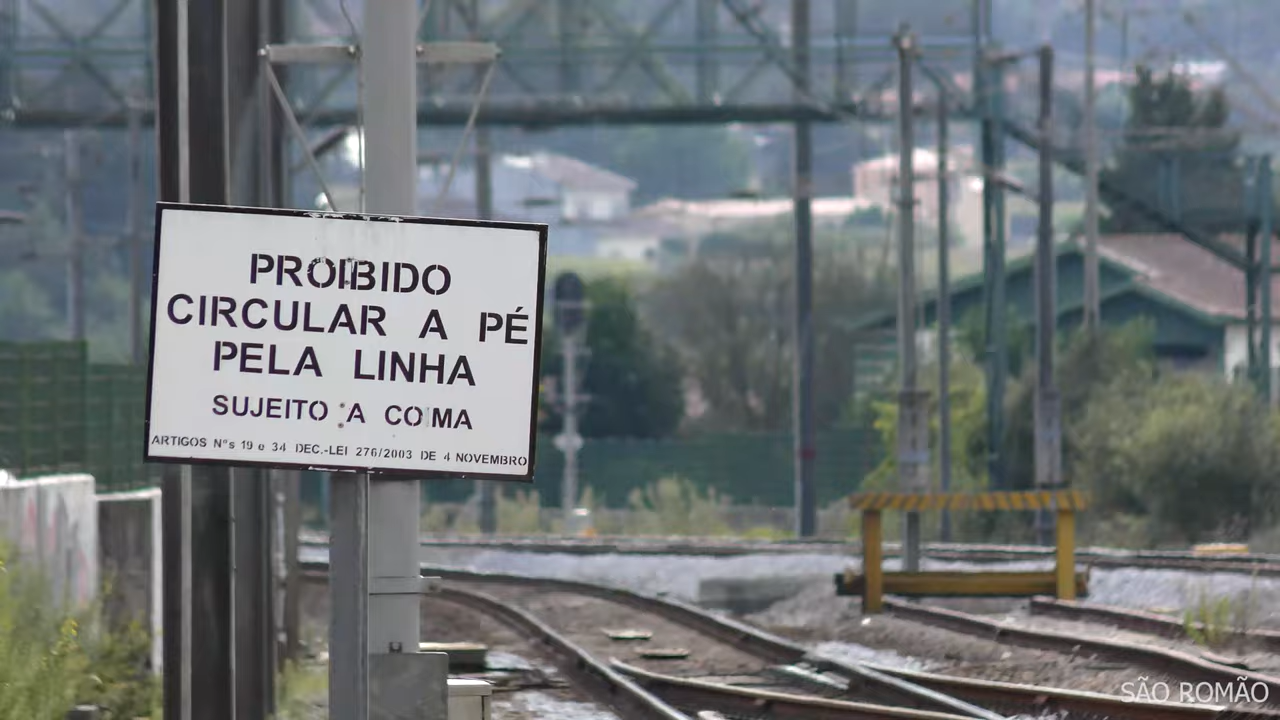 PROIBIDO
CIRCULAR A PÉ
PELA LINHA
SUJEITO A COIMA
ARTIGOS Nºs 19 e 34 DEC.-LEI 276/2003 DE 4 NOVEMBRO
SÃO ROMÃO